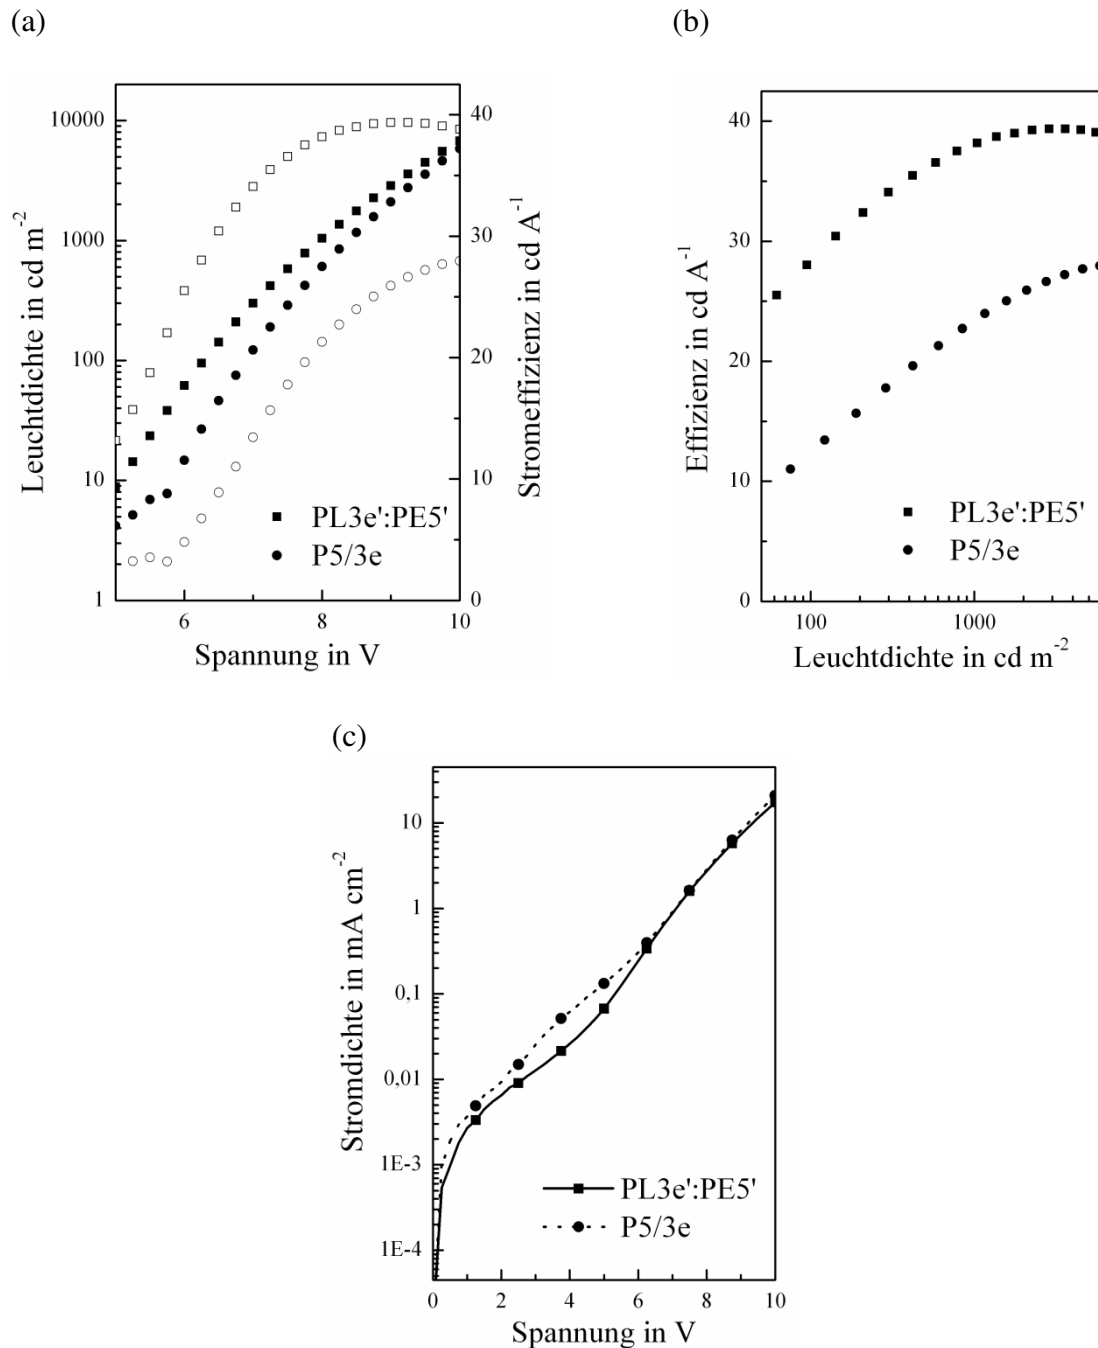 (a)
(b)
10000
1000
100
10
1
40
30
20
10
0
6
8
10
Leuchtdichte in cd m⁻²
Stromeffizienz in cd A⁻¹
PL3e':PE5'
P5/3e
Spannung in V
40
30
20
10
0
100
1000
Effizienz in cd A⁻¹
PL3e':PE5'
P5/3e
Leuchtdichte in cd m⁻²
(c)
10
1
0,1
0,01
1E-3
1E-4
0
2
4
6
8
10
Stromdichte in mA cm⁻²
PL3e':PE5'
P5/3e
Spannung in V